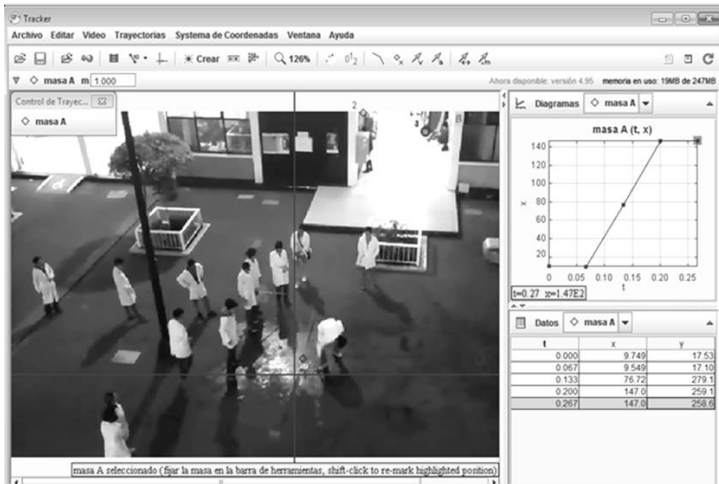 Tracker
Archivo Editar Video Trayectorias Sistema de Coordenadas Ventana Ayuda
Crear 126%
masa A m 1.000 Ahora disponible: versión 4.95 memoria en uso: 19MB de 247MB
Control de Trayec...
masa A
2
B
Diagramas masa A
masa A (t, x)
140
120
100
80
60
40
20
x
0 0.05 0.10 0.15 0.20 0.25
t
t=0.27 x=1.47E2
Datos masa A
t x y
0.000 9.749 17.53
0.067 9.549 17.10
0.133 76.72 279.1
0.200 147.0 259.1
0.267 147.0 258.6
masa A seleccionado (fijar la masa en la barra de herramientas, shift-click to re-mark highlighted position)